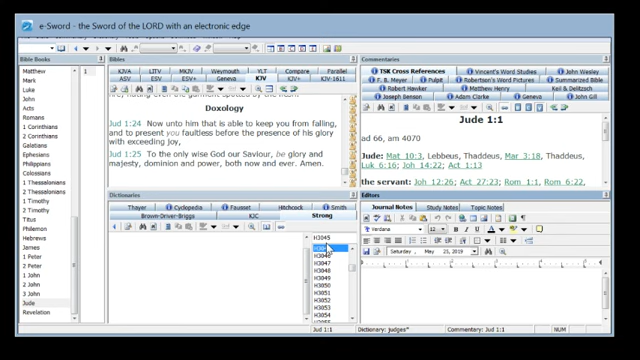 e-Sword - the Sword of the LORD with an electronic edge
Bible Books
Matthew
Mark
Luke
John
Acts
Romans
1 Corinthians
2 Corinthians
Galatians
Ephesians
Philippians
Colossians
1 Thessalonians
2 Thessalonians
1 Timothy
2 Timothy
Titus
Philemon
Hebrews
James
1 Peter
2 Peter
1 John
2 John
3 John
Jude
Revelation
1
Bibles
KJVA LITV MKJV Weymouth YLT Compare Parallel
ASV ESV ESV+ Geneva KJV KJV+ KJV-1611
Doxology
Jud 1:24 Now unto him that is able to keep you from falling,
and to present you faultless before the presence of his glory
with exceeding joy,
Jud 1:25 To the only wise God our Saviour, be glory and
majesty, dominion and power, both now and ever. Amen.
Dictionaries
Thayer Cyclopedia Fausset Hitchcock Smith
Brown-Driver-Briggs KJC Strong
H3045
H3046
H3047
H3048
H3049
H3050
H3051
H3052
H3053
H3054
Commentaries
TSK Cross References Vincent's Word Studies John Wesley
F. B. Meyer Pulpit Robertson's Word Pictures Summarized Bible
Robert Hawker Matthew Henry Keil & Delitzsch
Joseph Benson Adam Clarke John Gill
Jude 1:1
ad 66, am 4070
Jude: Mat 10:3, Lebbeus, Thaddeus, Mar 3:18, Thaddeus,
Luk 6:16; Joh 14:22; Act 1:13
the servant: Joh 12:26; Act 27:23; Rom 1:1, Rom 6:22,
Editors
Journal Notes Study Notes Topic Notes
Verdana 12 B I U
Saturday , May 25, 2019
Jud 1:1 Dictionary: judges* Commentary: Jud 1:1 NUM